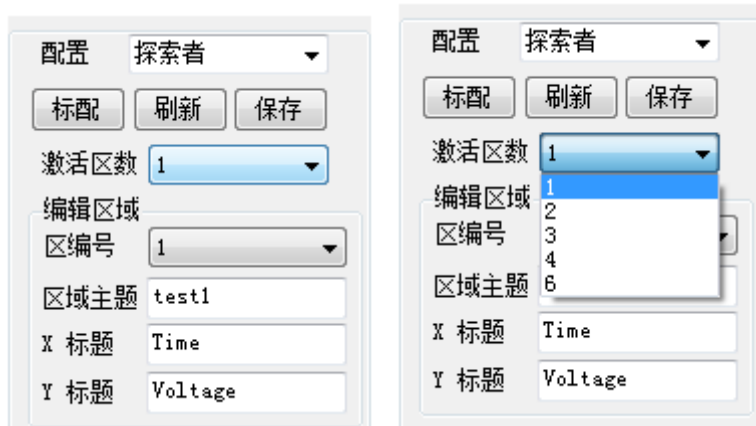 配置 探索者
标配 刷新 保存
激活区数 1
编辑区域
区编号 1
区域主题 test1
X 标题 Time
Y 标题 Voltage
配置 探索者
标配 刷新 保存
激活区数 1
1
编辑区域
2
区编号 3
4
区域主题 6
X 标题 Time
Y 标题 Voltage